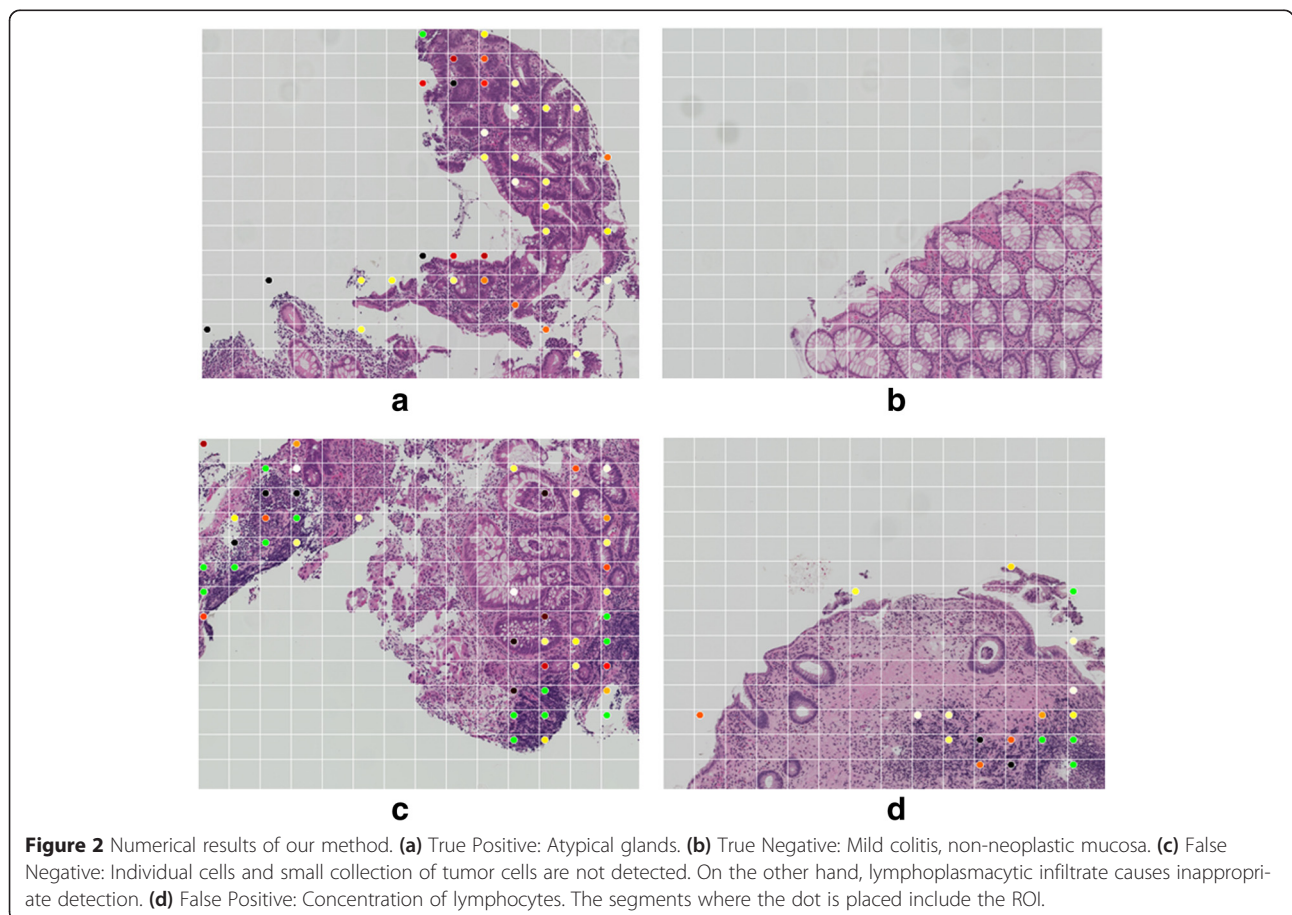 a
b
c
d
Figure 2 Numerical results of our method. (a) True Positive: Atypical glands. (b) True Negative: Mild colitis, non-neoplastic mucosa. (c) False
Negative: Individual cells and small collection of tumor cells are not detected. On the other hand, lymphoplasmacytic infiltrate causes inappropri-
ate detection. (d) False Positive: Concentration of lymphocytes. The segments where the dot is placed include the ROI.